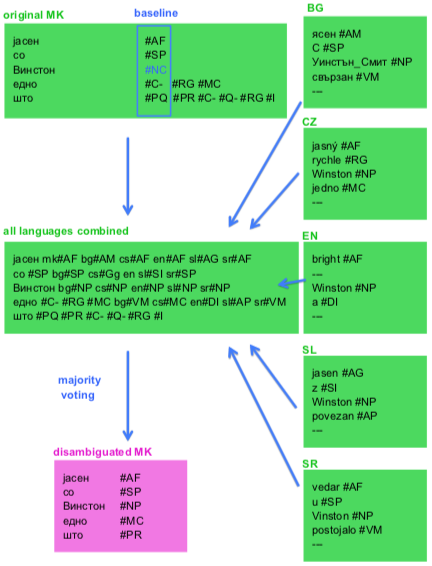 original MK
baseline
јасен #AF
со #SP
Винстон #NC
едно #C- #RG #MC
што #PQ #PR #C- #Q- #RG #I
BG
ясен #AM
С #SP
Уинстън_Смит #NP
свързан #VM
---
CZ
jasný #AF
rychle #RG
Winston #NP
jedno #MC
---
all languages combined
јасен mk#AF bg#AM cs#AF en#AF sl#AG sr#AF
со #SP bg#SP cs#Gg en sl#SI sr#SP
Винстон bg#NP cs#NP en#NP sl#NP sr#NP
едно #C- #RG #MC bg#VM cs#MC en#DI sl#AP sr#VM
што #PQ #PR #C- #Q- #RG #I
EN
bright #AF
---
Winston #NP
a #DI
---
SL
jasen #AG
z #SI
Winston #NP
povezan #AP
---
majority
voting
disambiguated MK
јасен #AF
со #SP
Винстон #NP
едно #MC
што #PR
SR
vedar #AF
u #SP
Vinston #NP
postojalo #VM
---